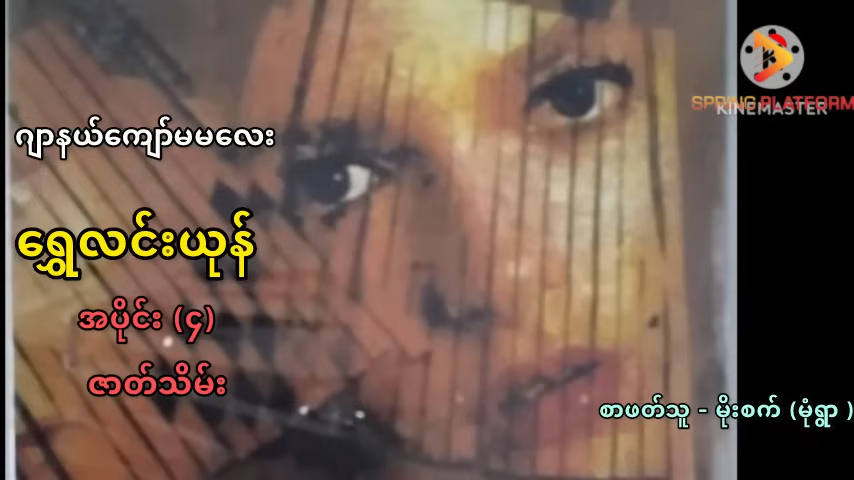 ဂျာနယ်ကျော်မမလေး
ရွှေလင်းယုန်
အပိုင်း (၄)
ဇာတ်သိမ်း
စာဖတ်သူ - မိုးစက် (မုံရွာ )
SPRING PLATFORM
KINEMASTER